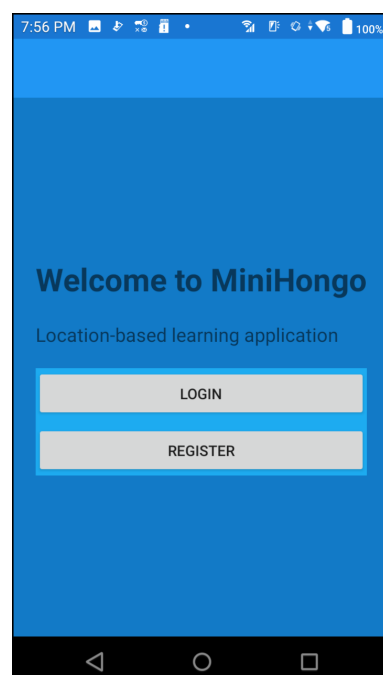 7:56 PM 100%
Welcome to MiniHongo
Location-based learning application
LOGIN
REGISTER